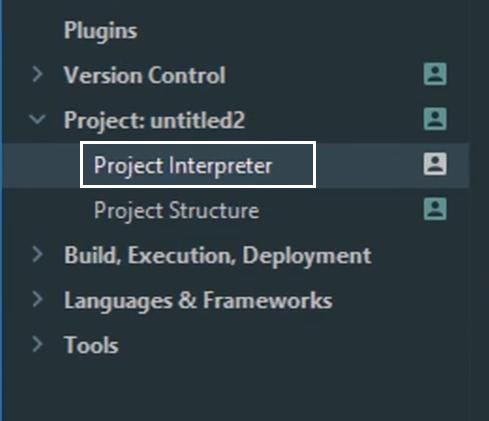 Plugins
Version Control
Project: untitled2
Project Interpreter
Project Structure
Build, Execution, Deployment
Languages & Frameworks
Tools